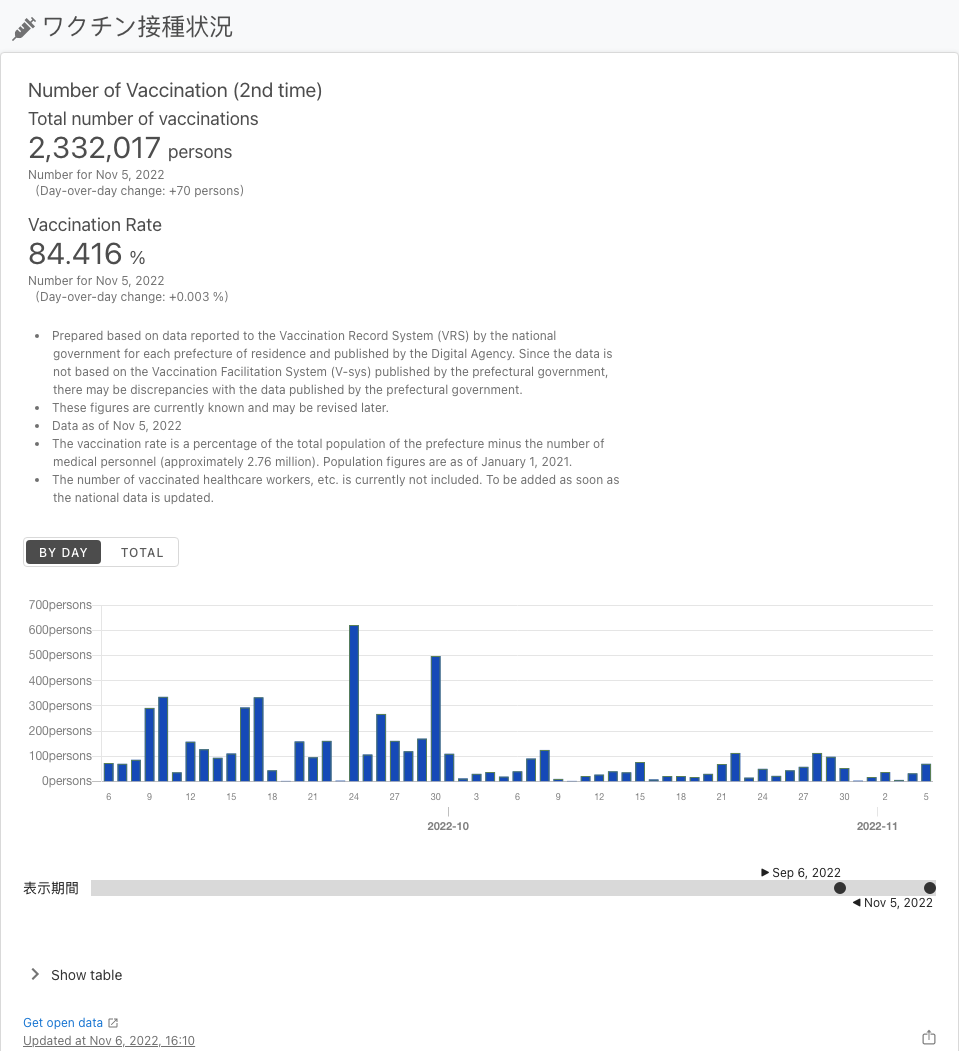 ワクチン接種状況
Number of Vaccination (2nd time)
Total number of vaccinations
2,332,017 persons
Number for Nov 5, 2022
(Day-over-day change: +70 persons)
Vaccination Rate
84.416 %
Number for Nov 5, 2022
(Day-over-day change: +0.003 %)
• Prepared based on data reported to the Vaccination Record System (VRS) by the national
government for each prefecture of residence and published by the Digital Agency. Since the data is
not based on the Vaccination Facilitation System (V-sys) published by the prefectural government,
there may be discrepancies with the data published by the prefectural government.
• These figures are currently known and may be revised later.
• Data as of Nov 5, 2022
• The vaccination rate is a percentage of the total population of the prefecture minus the number of
medical personnel (approximately 2.76 million). Population figures are as of January 1, 2021.
• The number of vaccinated healthcare workers, etc. is currently not included. To be added as soon as
the national data is updated.
BY DAY TOTAL
700persons
600persons
500persons
400persons
300persons
200persons
100persons
0persons
6 9 12 15 18 21 24 27 30 3 6 9 12 15 18 21 24 27 30 2 5
2022-10 2022-11
Sep 6, 2022
表示期間
Nov 5, 2022
Show table
Get open data
Updated at Nov 6, 2022, 16:10